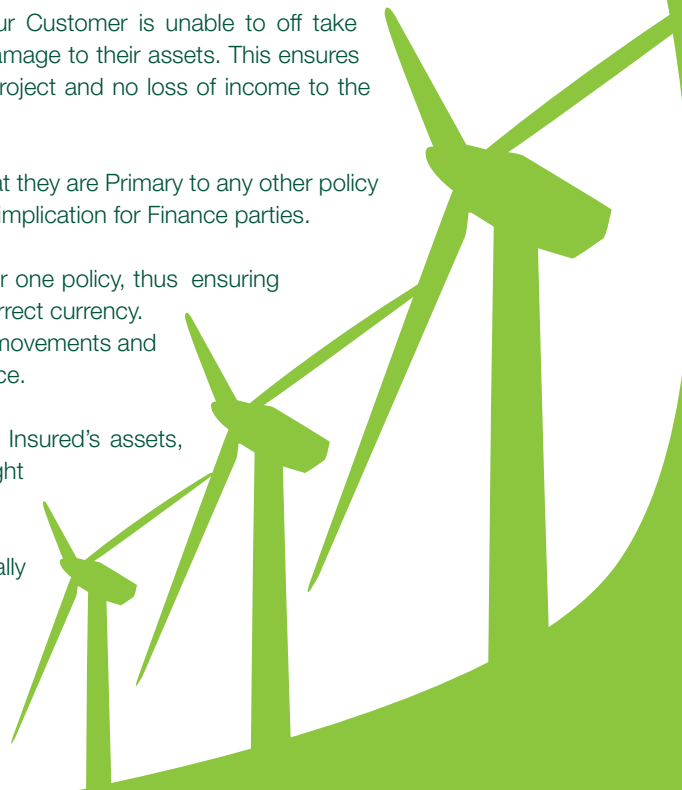 ur Customer is unable to off take
amage to their assets. This ensures
roject and no loss of income to the
at they are Primary to any other policy
implication for Finance parties.
r one policy, thus ensuring
rrect currency.
movements and
ce.
Insured's assets,
ght
ally